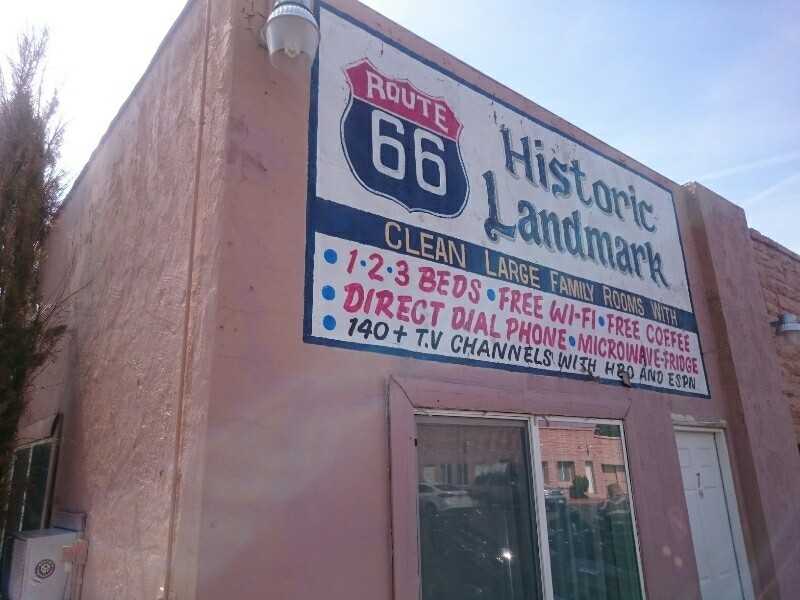 ROUTE
66
Historic
Landmark
CLEAN LARGE FAMILY ROOMS WITH
• 1•2•3 BEDS • FREE WI-FI • FREE COFFEE
• DIRECT DIAL PHONE • MICROWAVE-FRIDGE
• 140+ T.V CHANNELS WITH HBO AND ESPN